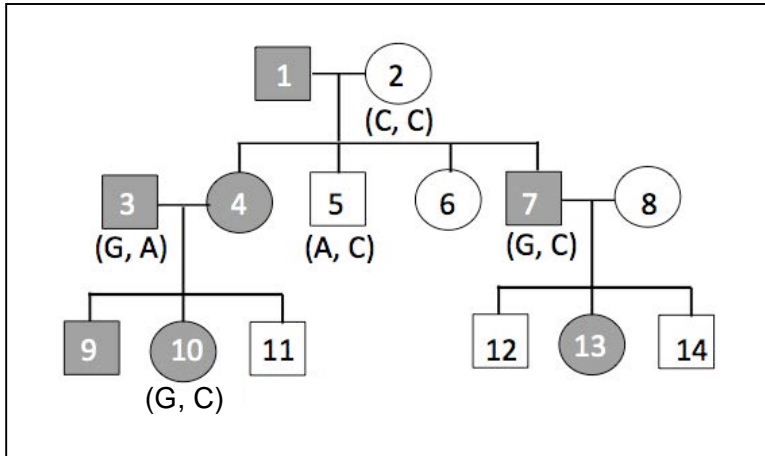 1 2
(C, C)
3 4 5 6 7 8
(G, A) (A, C) (G, C)
9 10 11 12 13 14
(G, C)